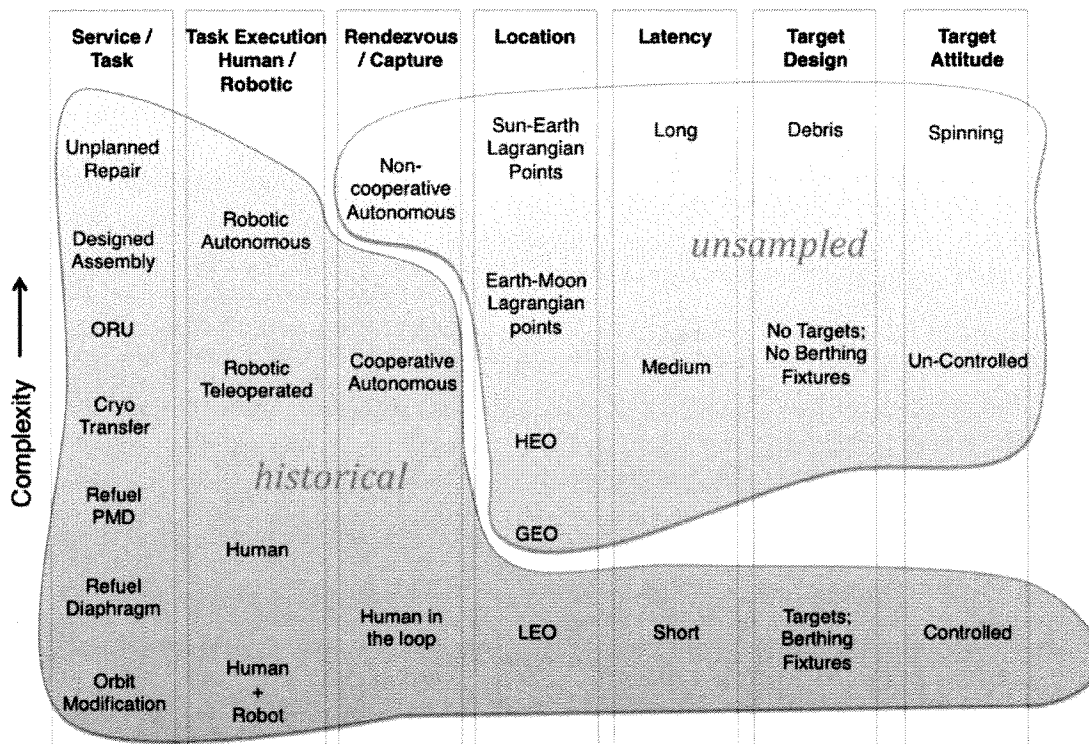 Service /
Task
Task Execution
Human /
Robotic
Rendezvous
/ Capture
Location
Latency
Target
Design
Target
Attitude
Complexity
Unplanned
Repair
Designed
Assembly
ORU
Cryo
Transfer
Refuel
PMD
Refuel
Diaphragm
Orbit
Modification
Robotic
Autonomous
Robotic
Teleoperated
Human
Human
+
Robot
Non-
cooperative
Autonomous
Cooperative
Autonomous
Human in
the loop
Sun-Earth
Lagrangian
Points
Earth-Moon
Lagrangian
points
HEO
GEO
LEO
Long
Medium
Short
Debris
No Targets;
No Berthing
Fixtures
Targets;
Berthing
Fixtures
Spinning
Un-Controlled
Controlled
unsampled
historical